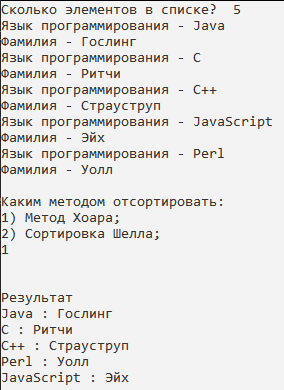 Сколько элементов в списке?  5
Язык программирования - Java
Фамилия - Гослинг
Язык программирования - C
Фамилия - Ритчи
Язык программирования - C++
Фамилия - Страуструп
Язык программирования - JavaScript
Фамилия - Эйх
Язык программирования - Perl
Фамилия - Уолл
Каким методом отсортировать:
1) Метод Хоара;
2) Сортировка Шелла;
1
Результат
Java : Гослинг
C : Ритчи
C++ : Страуструп
Perl : Уолл
JavaScript : Эйх